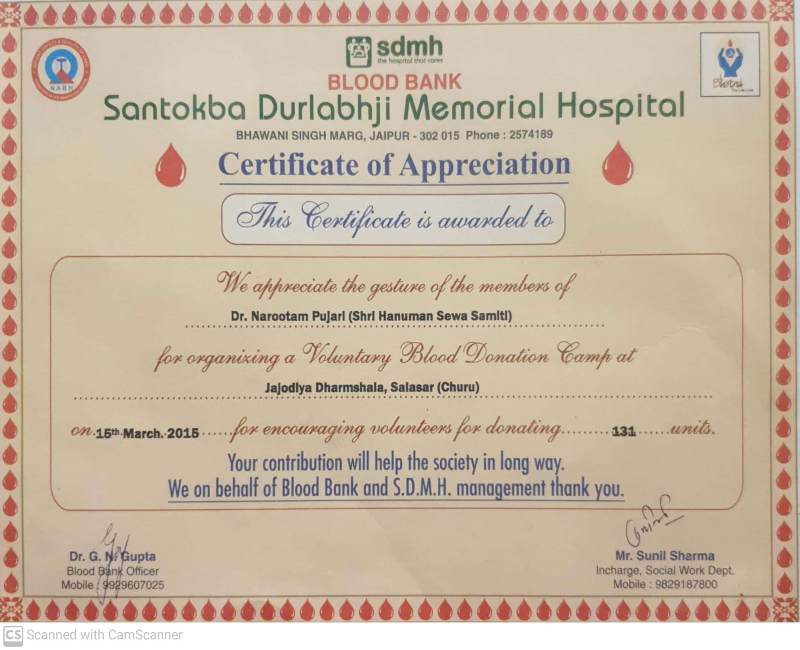 sdmh
the hospital that cares
BLOOD BANK
Santokba Durlabhji Memorial Hospital
BHAWANI SINGH MARG, JAIPUR - 302 015 Phone : 2574189
NABH
Certificate of Appreciation
This Certificate is awarded to
We appreciate the gesture of the members of
Dr. Narootam Pujari (Shri Hanuman Sewa Samiti)
for organizing a Voluntary Blood Donation Camp at
Jajodiya Dharmshala, Salasar (Churu)
on 15th March. 2015 for encouraging volunteers for donating 131 units.
Your contribution will help the society in long way.
We on behalf of Blood Bank and S.D.M.H. management thank you.
Dr. G. N. Gupta
Blood Bank Officer
Mobile : 9929607025
Mr. Sunil Sharma
Incharge, Social Work Dept.
Mobile : 9829187800
CS Scanned with CamScanner